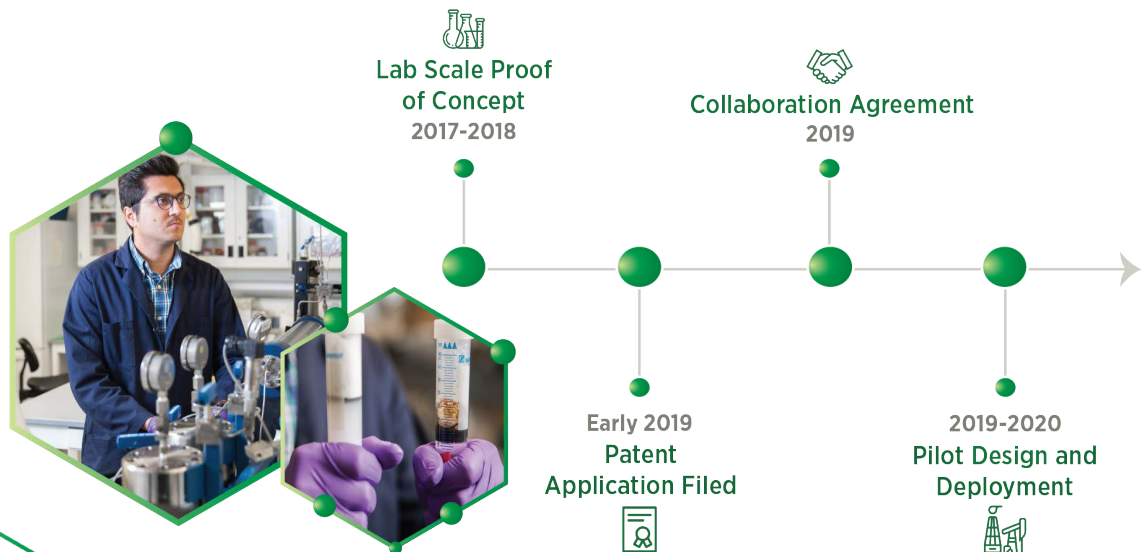 Lab Scale Proof
of Concept
2017-2018
Collaboration Agreement
2019
Early 2019
Patent
Application Filed
2019-2020
Pilot Design and
Deployment